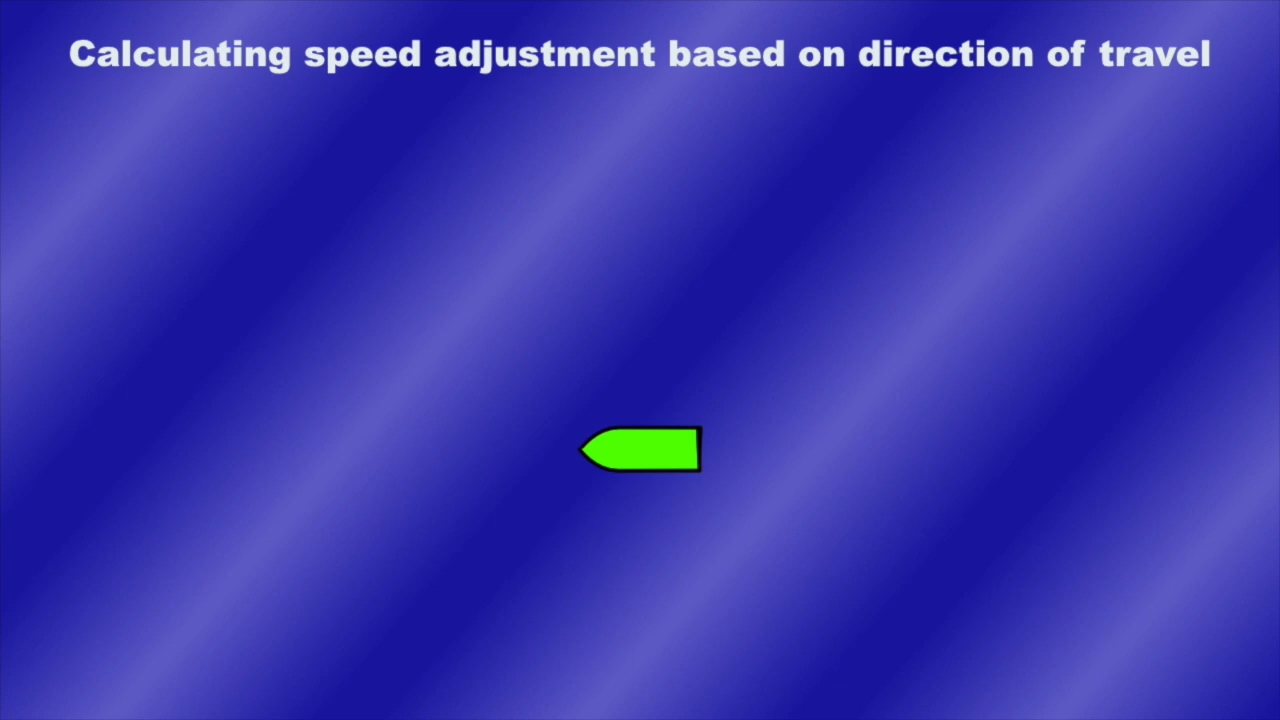 Calculating speed adjustment based on direction of travel